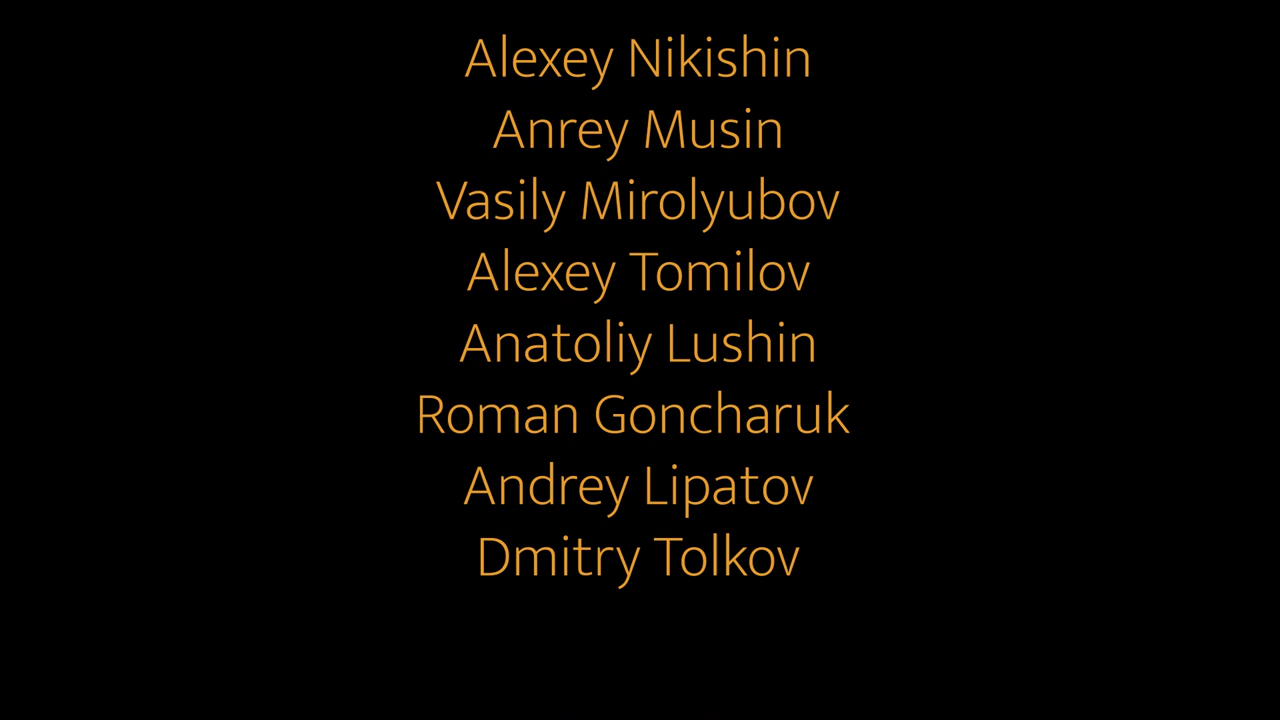 Alexey Nikishin
Anrey Musin
Vasily Mirolyubov
Alexey Tomilov
Anatoliy Lushin
Roman Goncharuk
Andrey Lipatov
Dmitry Tolkov